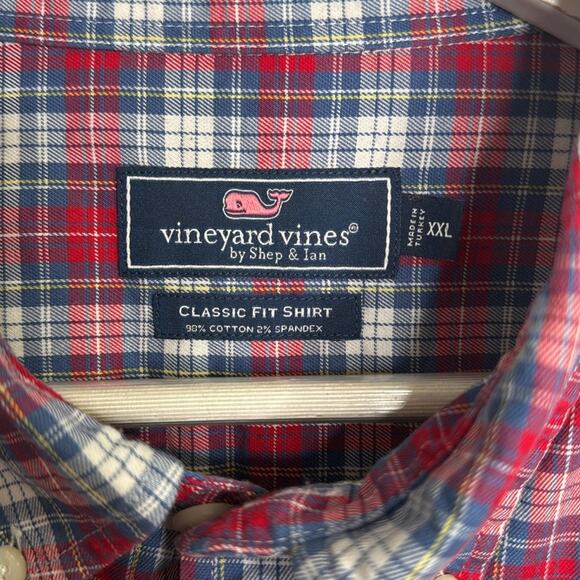 vineyard vines®
by Shep & Ian
MADE IN
TURKEY
XXL
CLASSIC FIT SHIRT
98% COTTON 2% SPANDEX